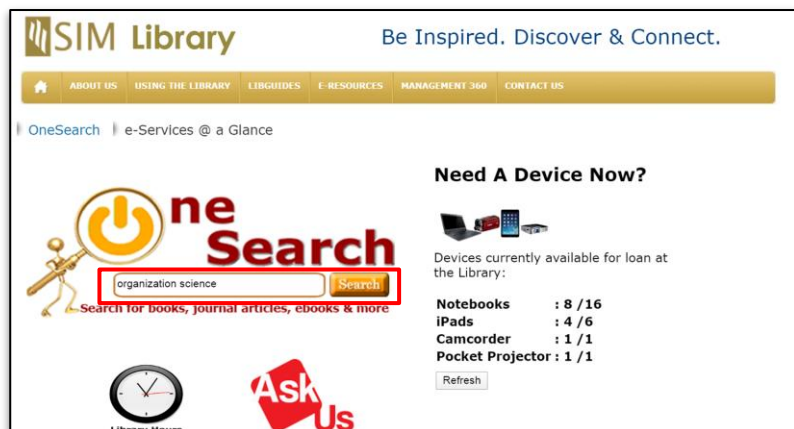 SIM Library
Be Inspired. Discover & Connect.
ABOUT US USING THE LIBRARY LIBGUIDES E-RESOURCES MANAGEMENT 360 CONTACT US
OneSearch e-Services @ a Glance
One Search
organization science Search
Search for books, journal articles, ebooks & more
Need A Device Now?
Devices currently available for loan at
the Library:
Notebooks : 8 /16
iPads : 4 /6
Camcorder : 1 /1
Pocket Projector : 1 /1
Refresh
Library Hours
Ask
Us